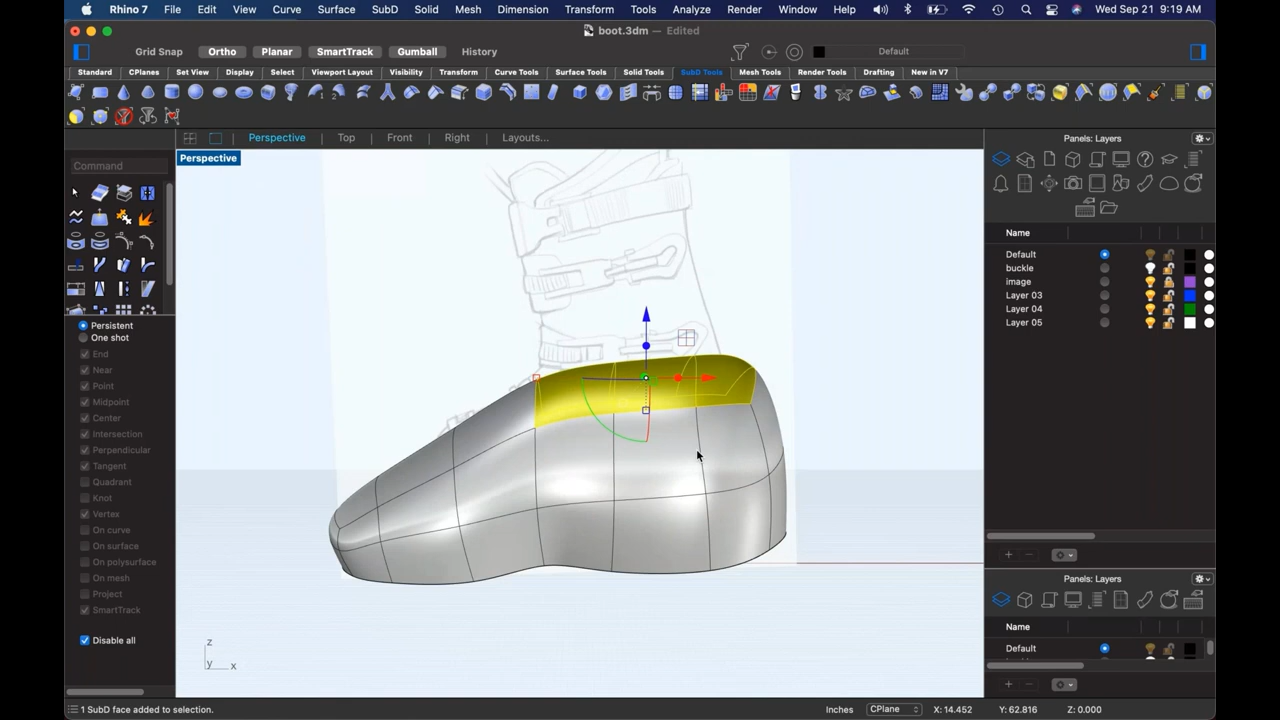 Rhino 7 File Edit View Curve Surface SubD Solid Mesh Dimension Transform Tools Analyze Render Window Help Wed Sep 21 9:19 AM
boot.3dm — Edited
Grid Snap Ortho Planar SmartTrack Gumball History Default
Standard CPlanes Set View Display Select Viewport Layout Visibility Transform Curve Tools Surface Tools Solid Tools SubD Tools Mesh Tools Render Tools Drafting New in V7
Perspective Top Front Right Layouts... Panels: Layers
Perspective
Command
Name
Default
buckle
image
Layer 03
Layer 04
Layer 05
Persistent
One shot
End
Near
Point
Midpoint
Center
Intersection
Perpendicular
Tangent
Quadrant
Knot
Vertex
On curve
On surface
On polysurface
On mesh
Project
SmartTrack
Disable all
Panels: Layers
Name
Default
z
y x
1 SubD face added to selection. Inches CPlane X: 14.452 Y: 62.816 Z: 0.000